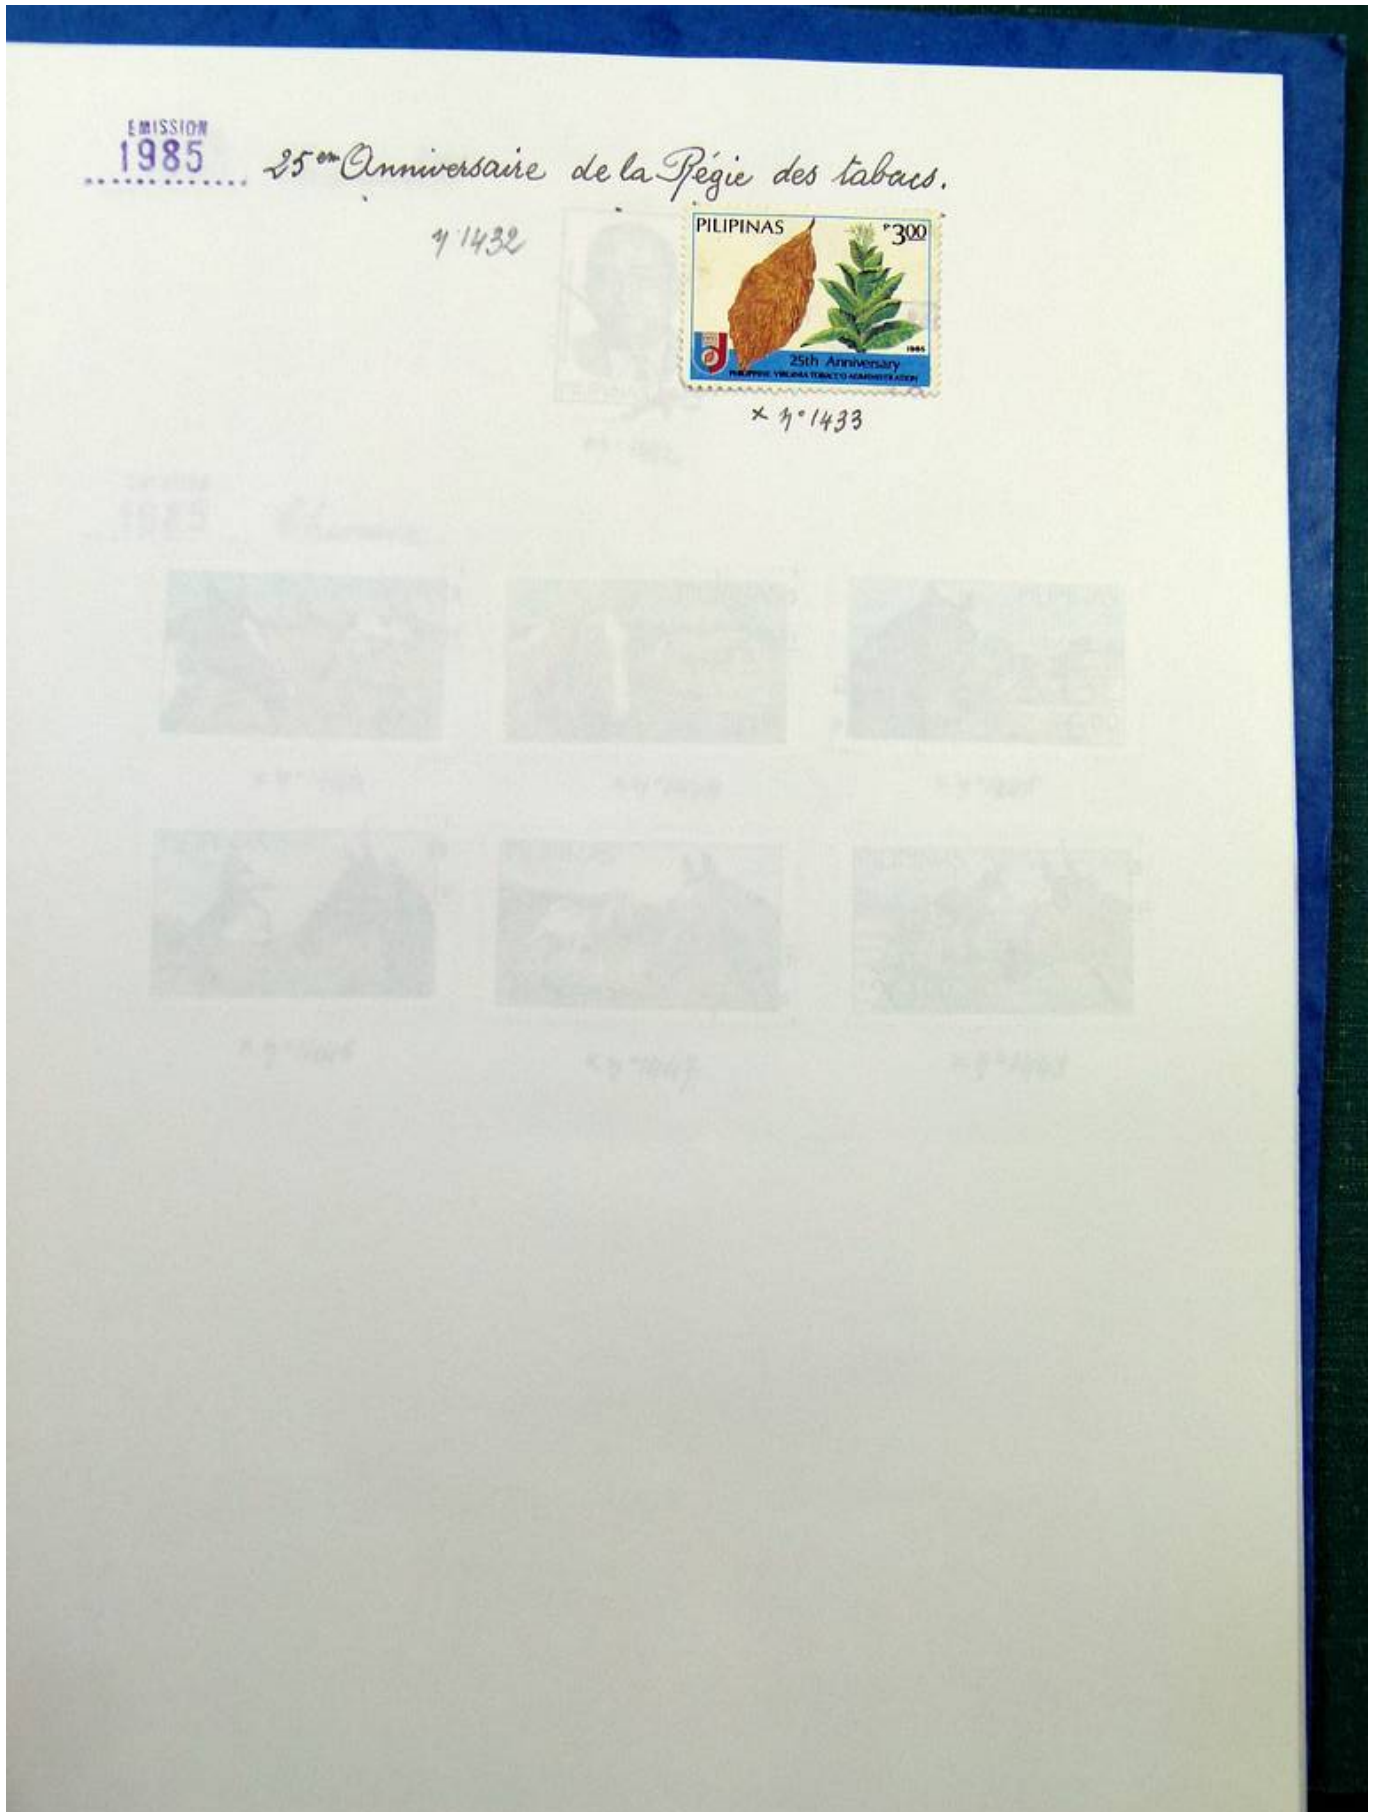 EMISSION
1985
25em Anniversaire de la Régie des tabacs.
n°1432
PILIPINAS
P3.00
1985
25th Anniversary
PHILIPPINE VIRGINIA TOBACCO ADMINISTRATION
x n°1433